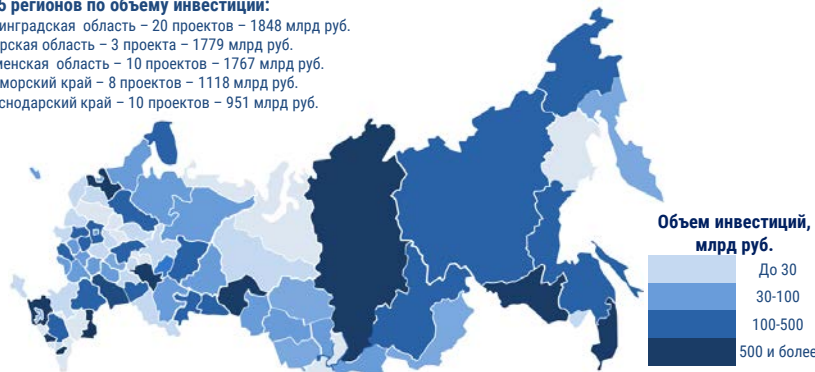 5 регионов по объему инвестиций:
инградская область – 20 проектов – 1848 млрд руб.
рская область – 3 проекта – 1779 млрд руб.
менская область – 10 проектов – 1767 млрд руб.
морский край – 8 проектов – 1118 млрд руб.
снодарский край – 10 проектов – 951 млрд руб.
Объем инвестиций,
млрд руб.
До 30
30-100
100-500
500 и более